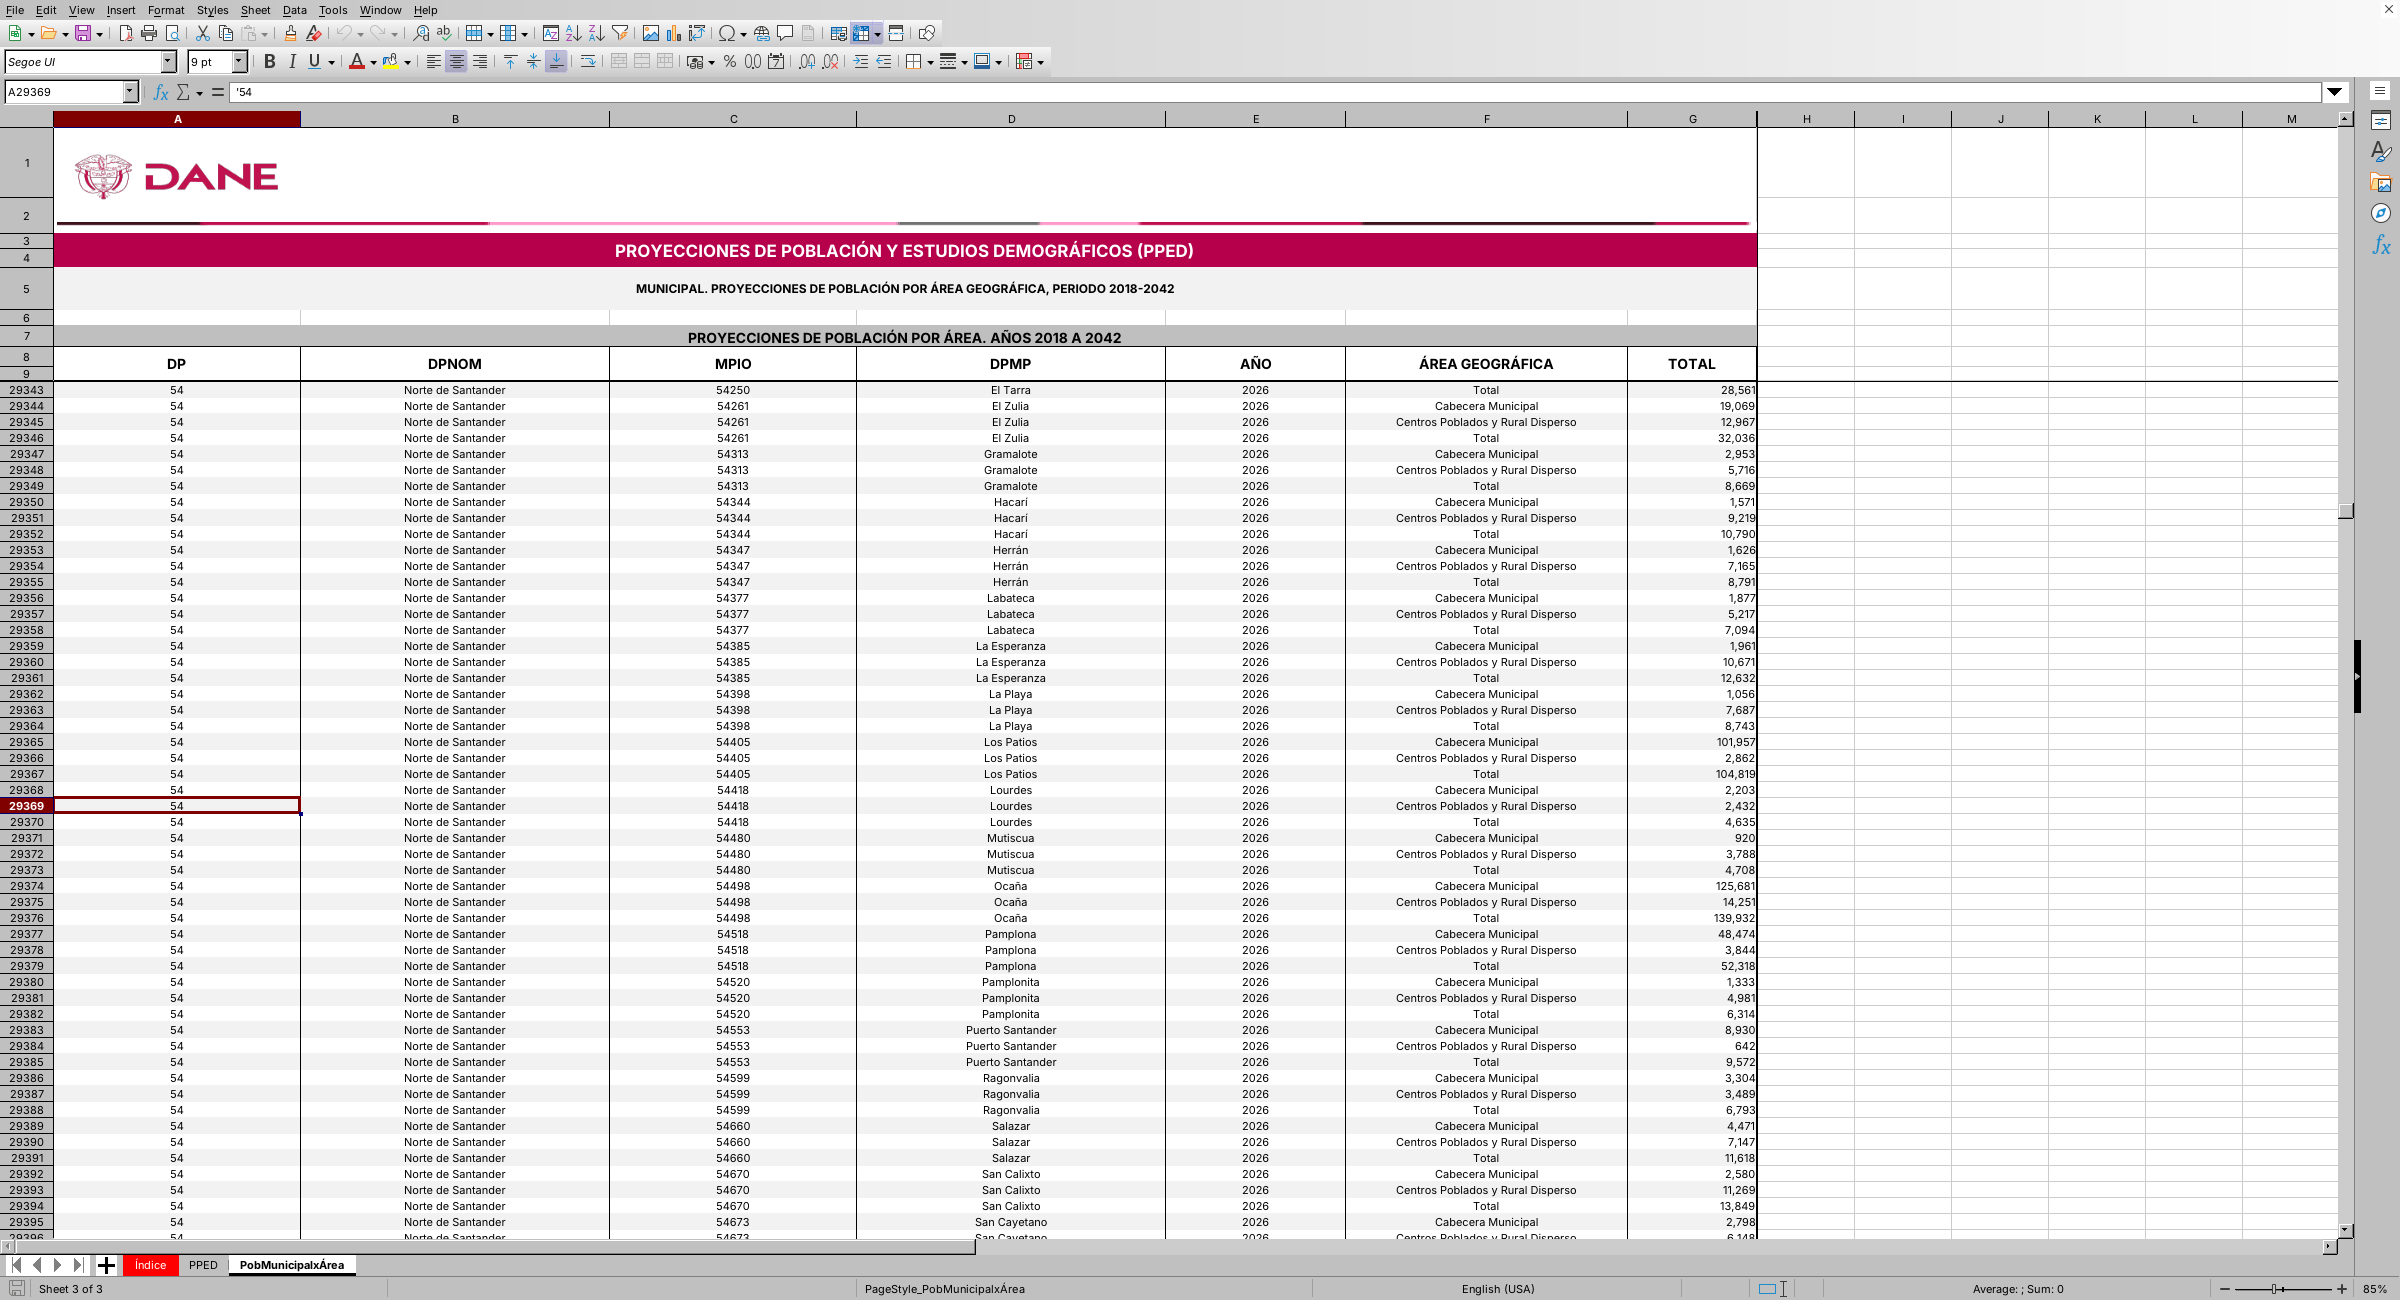 File Edit View Insert Format Styles Sheet Data Tools Window Help
Segoe UI 9 pt
A29369 '54
A B C D E F G H I J K L M
1 DANE
2
3
4 PROYECCIONES DE POBLACIÓN Y ESTUDIOS DEMOGRÁFICOS (PPED)
5 MUNICIPAL. PROYECCIONES DE POBLACIÓN POR ÁREA GEOGRÁFICA, PERIODO 2018-2042
6
7 PROYECCIONES DE POBLACIÓN POR ÁREA. AÑOS 2018 A 2042
8 DP DPNOM MPIO DPMP AÑO ÁREA GEOGRÁFICA TOTAL
9
29343 54 Norte de Santander 54250 El Tarra 2026 Total 28,561
29344 54 Norte de Santander 54261 El Zulia 2026 Cabecera Municipal 19,069
29345 54 Norte de Santander 54261 El Zulia 2026 Centros Poblados y Rural Disperso 12,967
29346 54 Norte de Santander 54261 El Zulia 2026 Total 32,036
29347 54 Norte de Santander 54313 Gramalote 2026 Cabecera Municipal 2,953
29348 54 Norte de Santander 54313 Gramalote 2026 Centros Poblados y Rural Disperso 5,716
29349 54 Norte de Santander 54313 Gramalote 2026 Total 8,669
29350 54 Norte de Santander 54344 Hacarí 2026 Cabecera Municipal 1,571
29351 54 Norte de Santander 54344 Hacarí 2026 Centros Poblados y Rural Disperso 9,219
29352 54 Norte de Santander 54344 Hacarí 2026 Total 10,790
29353 54 Norte de Santander 54347 Herrán 2026 Cabecera Municipal 1,626
29354 54 Norte de Santander 54347 Herrán 2026 Centros Poblados y Rural Disperso 7,165
29355 54 Norte de Santander 54347 Herrán 2026 Total 8,791
29356 54 Norte de Santander 54377 Labateca 2026 Cabecera Municipal 1,877
29357 54 Norte de Santander 54377 Labateca 2026 Centros Poblados y Rural Disperso 5,217
29358 54 Norte de Santander 54377 Labateca 2026 Total 7,094
29359 54 Norte de Santander 54385 La Esperanza 2026 Cabecera Municipal 1,961
29360 54 Norte de Santander 54385 La Esperanza 2026 Centros Poblados y Rural Disperso 10,671
29361 54 Norte de Santander 54385 La Esperanza 2026 Total 12,632
29362 54 Norte de Santander 54398 La Playa 2026 Cabecera Municipal 1,056
29363 54 Norte de Santander 54398 La Playa 2026 Centros Poblados y Rural Disperso 7,687
29364 54 Norte de Santander 54398 La Playa 2026 Total 8,743
29365 54 Norte de Santander 54405 Los Patios 2026 Cabecera Municipal 101,957
29366 54 Norte de Santander 54405 Los Patios 2026 Centros Poblados y Rural Disperso 2,862
29367 54 Norte de Santander 54405 Los Patios 2026 Total 104,819
29368 54 Norte de Santander 54418 Lourdes 2026 Cabecera Municipal 2,203
29369 54 Norte de Santander 54418 Lourdes 2026 Centros Poblados y Rural Disperso 2,432
29370 54 Norte de Santander 54418 Lourdes 2026 Total 4,635
29371 54 Norte de Santander 54480 Mutiscua 2026 Cabecera Municipal 920
29372 54 Norte de Santander 54480 Mutiscua 2026 Centros Poblados y Rural Disperso 3,788
29373 54 Norte de Santander 54480 Mutiscua 2026 Total 4,708
29374 54 Norte de Santander 54498 Ocaña 2026 Cabecera Municipal 125,681
29375 54 Norte de Santander 54498 Ocaña 2026 Centros Poblados y Rural Disperso 14,251
29376 54 Norte de Santander 54498 Ocaña 2026 Total 139,932
29377 54 Norte de Santander 54518 Pamplona 2026 Cabecera Municipal 48,474
29378 54 Norte de Santander 54518 Pamplona 2026 Centros Poblados y Rural Disperso 3,844
29379 54 Norte de Santander 54518 Pamplona 2026 Total 52,318
29380 54 Norte de Santander 54520 Pamplonita 2026 Cabecera Municipal 1,333
29381 54 Norte de Santander 54520 Pamplonita 2026 Centros Poblados y Rural Disperso 4,981
29382 54 Norte de Santander 54520 Pamplonita 2026 Total 6,314
29383 54 Norte de Santander 54553 Puerto Santander 2026 Cabecera Municipal 8,930
29384 54 Norte de Santander 54553 Puerto Santander 2026 Centros Poblados y Rural Disperso 642
29385 54 Norte de Santander 54553 Puerto Santander 2026 Total 9,572
29386 54 Norte de Santander 54599 Ragonvalia 2026 Cabecera Municipal 3,304
29387 54 Norte de Santander 54599 Ragonvalia 2026 Centros Poblados y Rural Disperso 3,489
29388 54 Norte de Santander 54599 Ragonvalia 2026 Total 6,793
29389 54 Norte de Santander 54660 Salazar 2026 Cabecera Municipal 4,471
29390 54 Norte de Santander 54660 Salazar 2026 Centros Poblados y Rural Disperso 7,147
29391 54 Norte de Santander 54660 Salazar 2026 Total 11,618
29392 54 Norte de Santander 54670 San Calixto 2026 Cabecera Municipal 2,580
29393 54 Norte de Santander 54670 San Calixto 2026 Centros Poblados y Rural Disperso 11,269
29394 54 Norte de Santander 54670 San Calixto 2026 Total 13,849
29395 54 Norte de Santander 54673 San Cayetano 2026 Cabecera Municipal 2,798
29396 54 Norte de Santander 54673 San Cayetano 2026 Centros Poblados y Rural Disperso 6,148
Índice PPED PobMunicipalxÁrea
Sheet 3 of 3 PageStyle_PobMunicipalxÁrea English (USA) Average: ; Sum: 0 85%